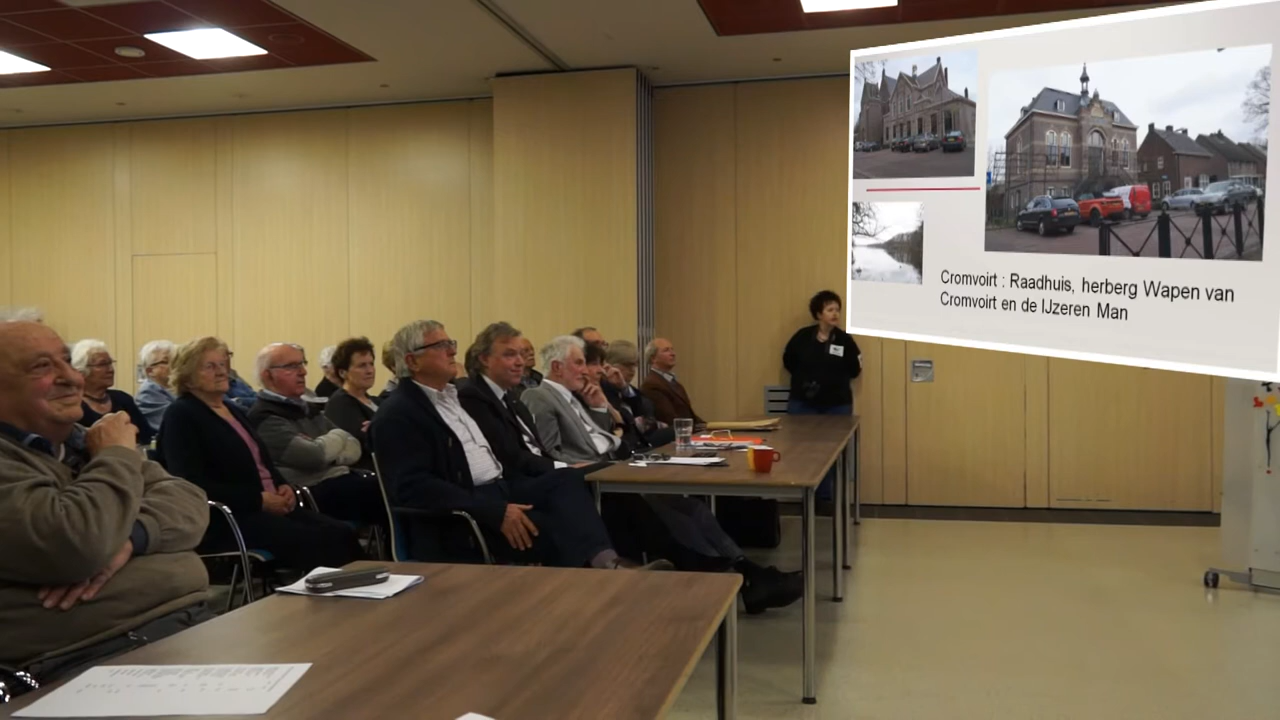 Cromvoirt : Raadhuis, herberg Wapen van
Cromvoirt en de IJzeren Man